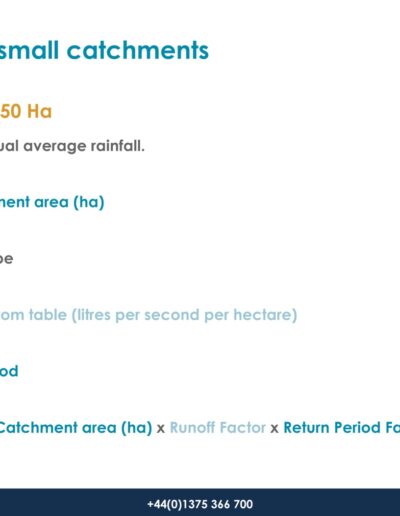 small catchments
50 Ha
ual average rainfall.
ment area (ha)
pe
om table (litres per second per hectare)
od
Catchment area (ha) x Runoff Factor x Return Period Fa
+44(0)1375 366 700